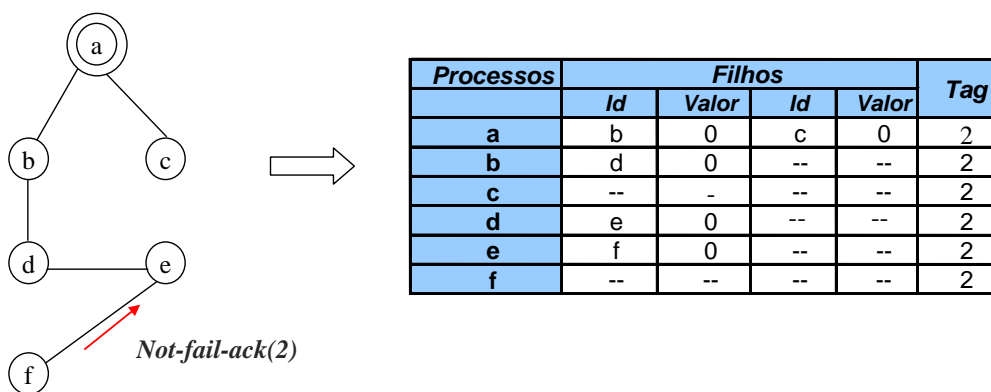 a
b
c
d
e
f
Not-fail-ack(2)
Processos Filhos Tag
Id Valor Id Valor
a b 0 c 0 2
b d 0 -- -- 2
c -- - -- -- 2
d e 0 -- -- 2
e f 0 -- -- 2
f -- -- -- -- 2